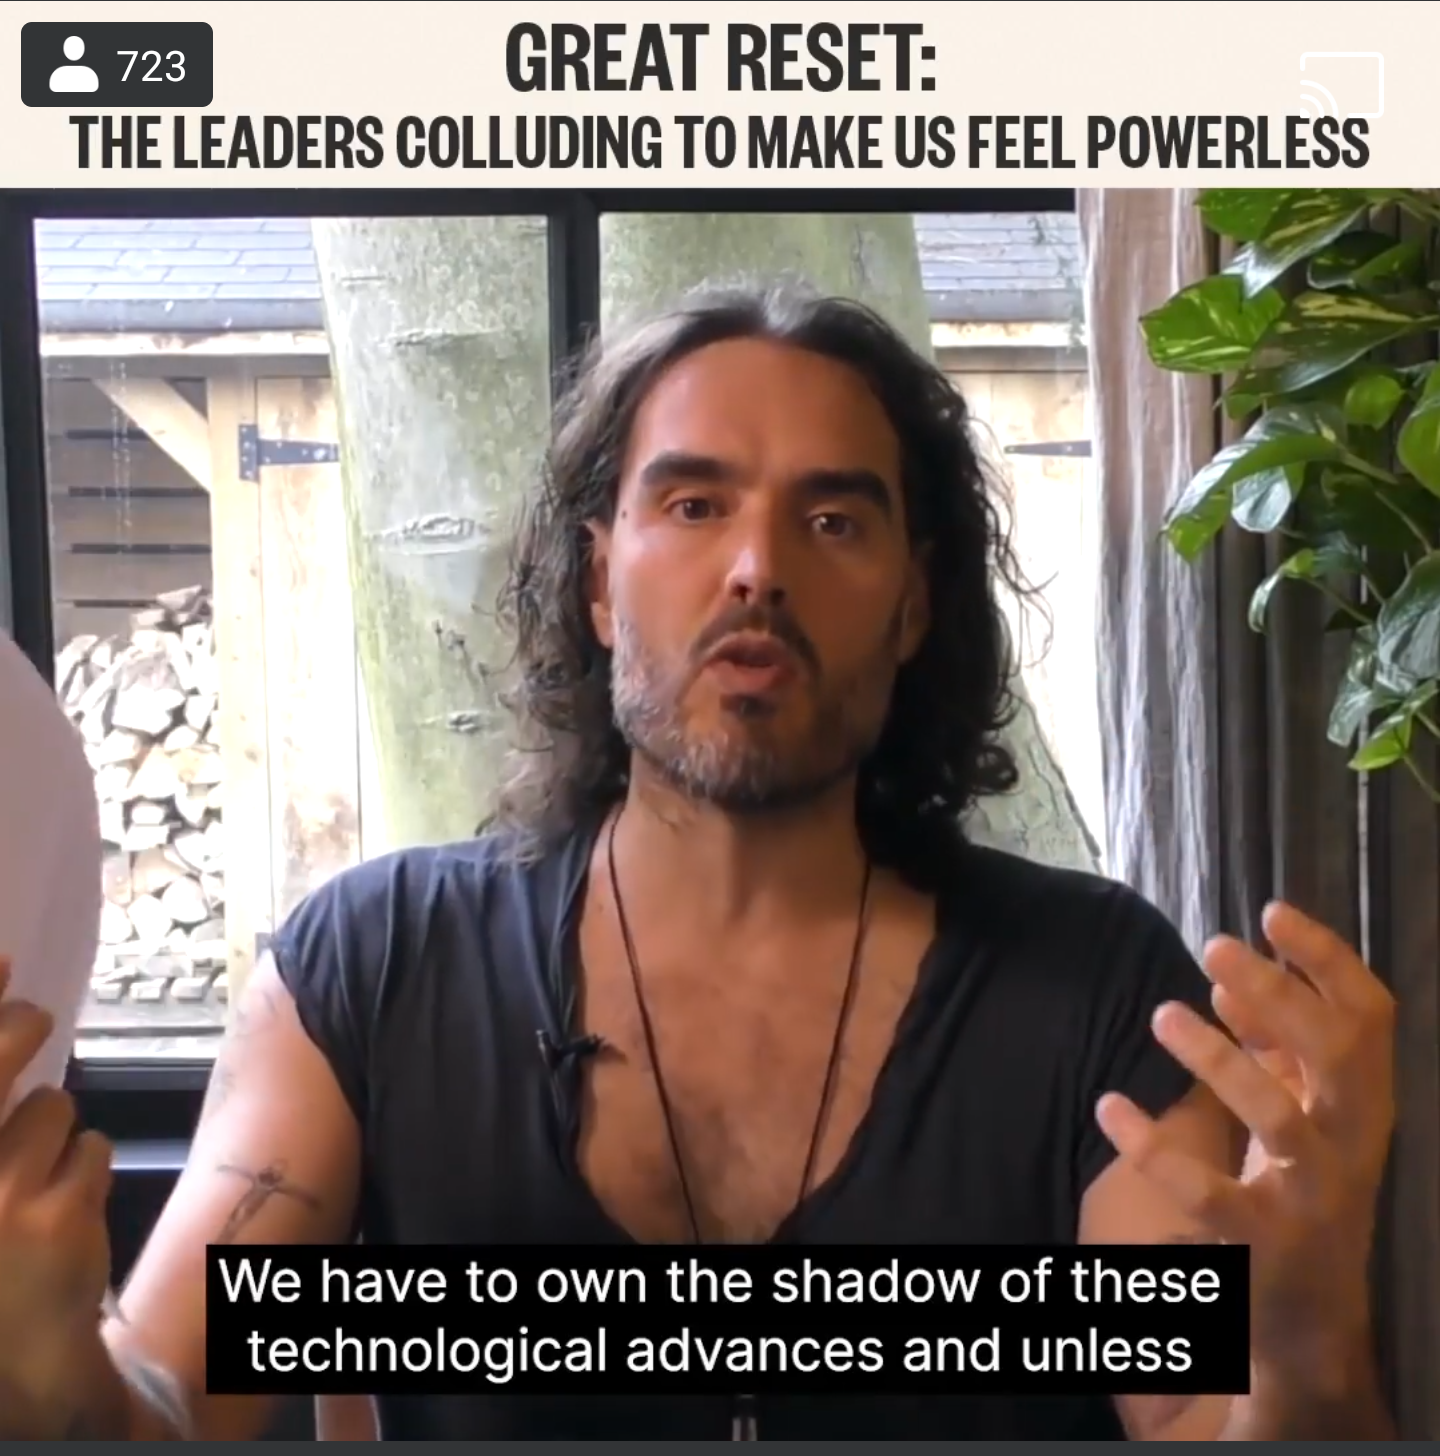 723
GREAT RESET:
THE LEADERS COLLUDING TO MAKE US FEEL POWERLESS
We have to own the shadow of these
technological advances and unless